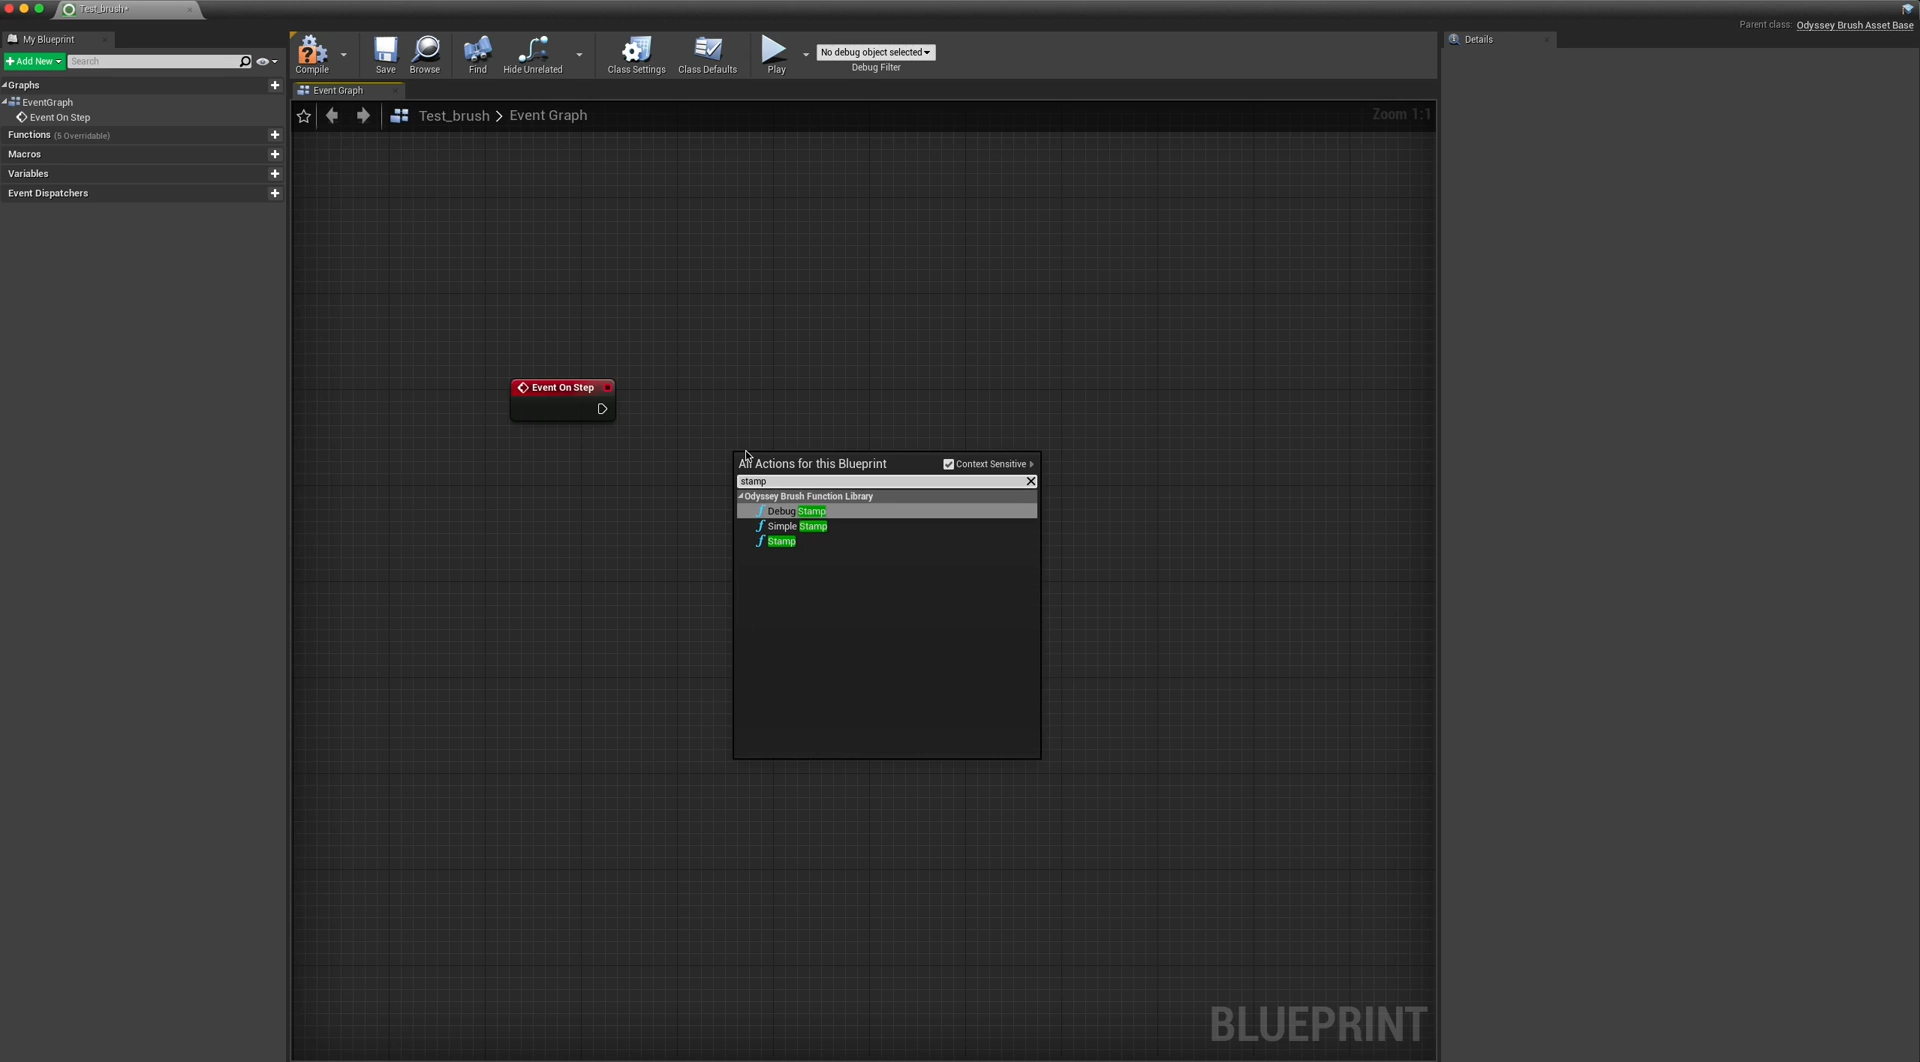 Test_brush*
Parent class: Odyssey Brush Asset Base
My Blueprint
Add New
Search
Graphs
EventGraph
Event On Step
Functions (5 Overridable)
Macros
Variables
Event Dispatchers
Compile
Save
Browse
Find
Hide Unrelated
Class Settings
Class Defaults
Play
No debug object selected
Debug Filter
Event Graph
Test_brush > Event Graph
Zoom 1:1
Event On Step
All Actions for this Blueprint
Context Sensitive
stamp
Odyssey Brush Function Library
Debug Stamp
Simple Stamp
Stamp
BLUEPRINT
Details